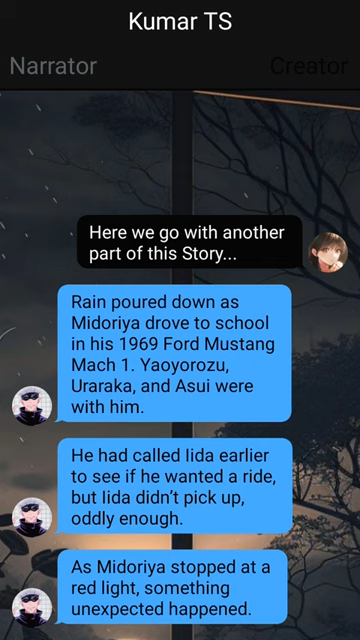 Kumar TS
Narrator
Creator
Here we go with another
part of this Story...
Rain poured down as
Midoriya drove to school
in his 1969 Ford Mustang
Mach 1. Yaoyorozu,
Uraraka, and Asui were
with him.
He had called Iida earlier
to see if he wanted a ride,
but Iida didn’t pick up,
oddly enough.
As Midoriya stopped at a
red light, something
unexpected happened.